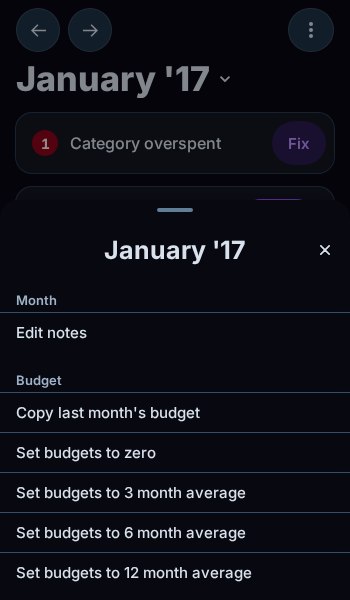 January '17
1 Category overspent Fix
January '17
Month
Edit notes
Budget
Copy last month's budget
Set budgets to zero
Set budgets to 3 month average
Set budgets to 6 month average
Set budgets to 12 month average